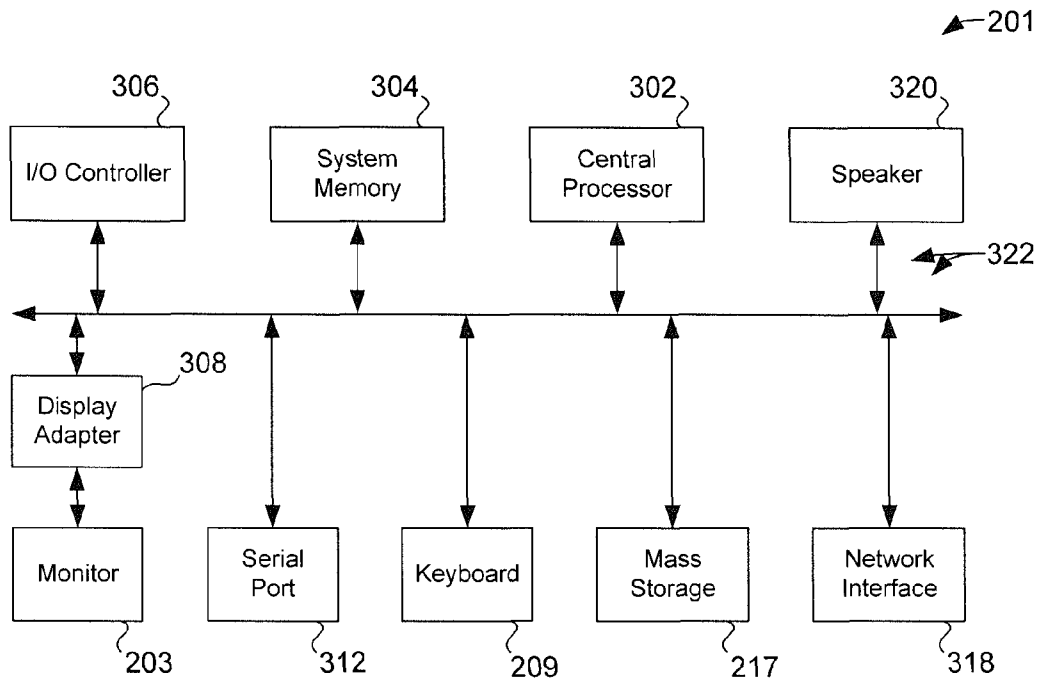 201
306
304
302
320
I/O Controller
System
Memory
Central
Processor
Speaker
322
308
Display
Adapter
Monitor
Serial
Port
Keyboard
Mass
Storage
Network
Interface
203
312
209
217
318